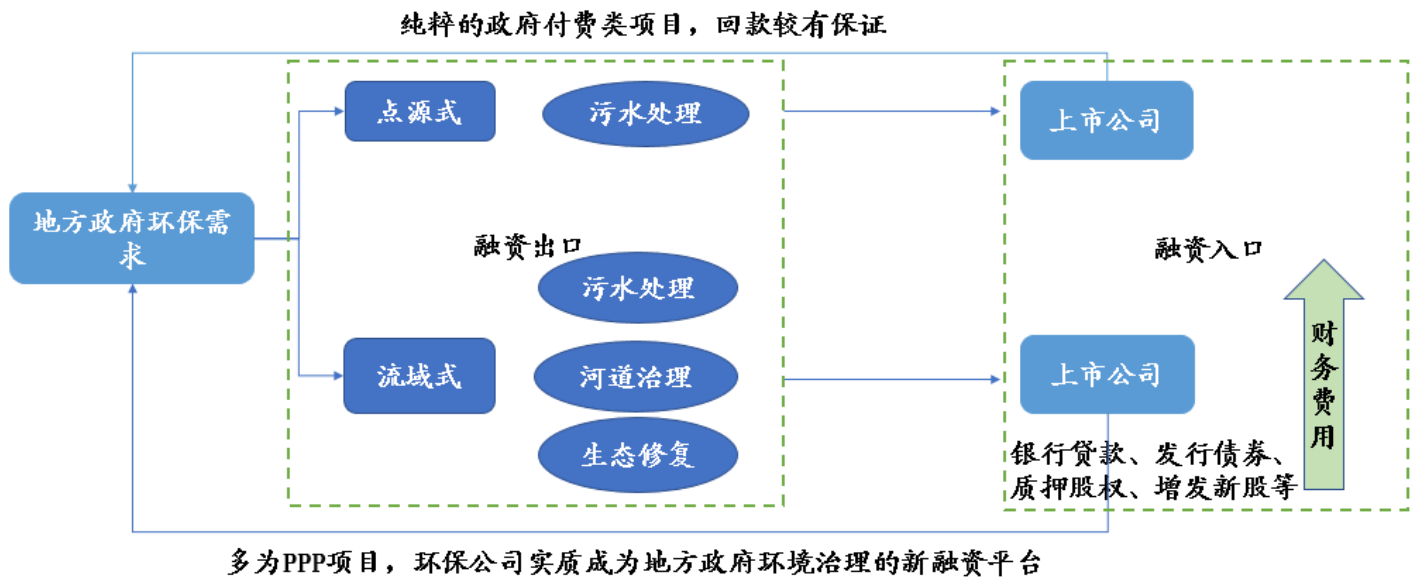 纯粹的政府付费类项目，回款较有保证
点源式
污水处理
上市公司
地方政府环保需
求
融资出口
融资入口
污水处理
流域式
河道治理
生态修复
上市公司
财务费用
银行贷款、发行债券、
质押股权、增发新股等
多为PPP项目，环保公司实质成为地方政府环境治理的新融资平台